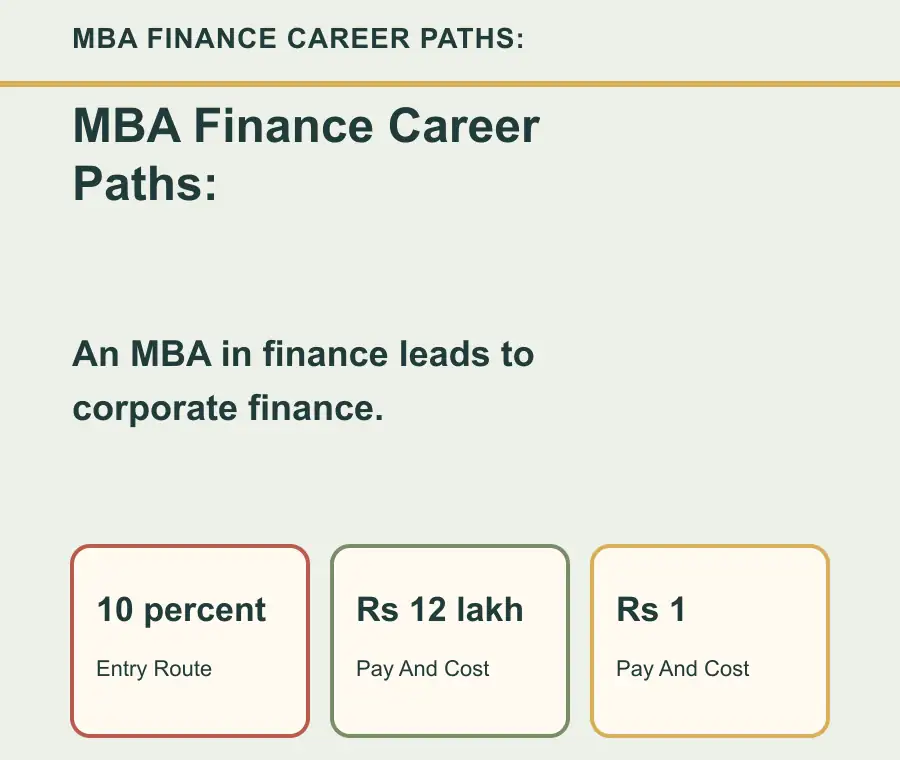 MBA FINANCE CAREER PATHS:
MBA Finance Career
Paths:
An MBA in finance leads to
corporate finance.
10 percent
Entry Route
Rs 12 lakh
Pay And Cost
Rs 1
Pay And Cost